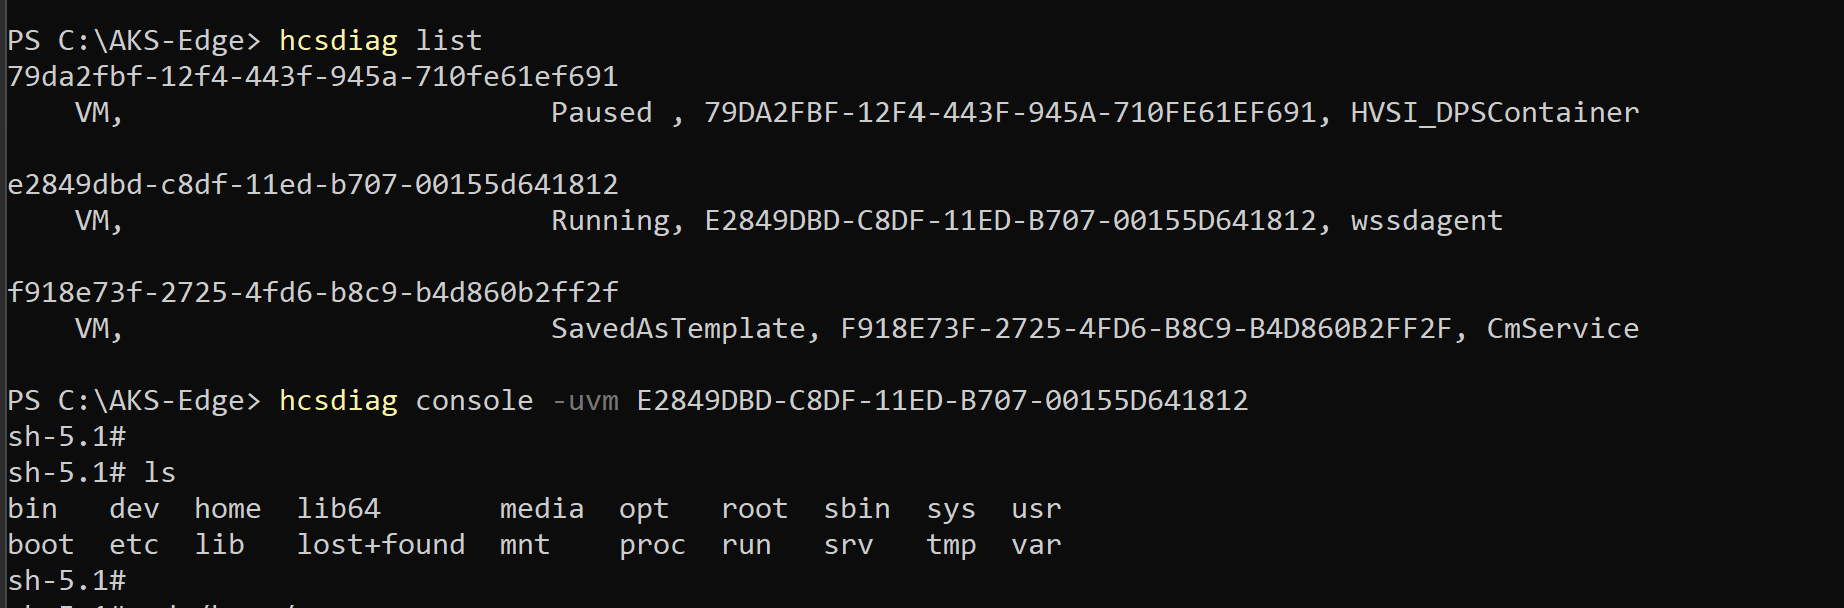 PS C:\AKS-Edge> hcsdiag list
79da2fbf-12f4-443f-945a-710fe61ef691
    VM,                         Paused , 79DA2FBF-12F4-443F-945A-710FE61EF691, HVSI_DPSContainer

e2849dbd-c8df-11ed-b707-00155d641812
    VM,                         Running, E2849DBD-C8DF-11ED-B707-00155D641812, wssdagent

f918e73f-2725-4fd6-b8c9-b4d860b2ff2f
    VM,                         SavedAsTemplate, F918E73F-2725-4FD6-B8C9-B4D860B2FF2F, CmService

PS C:\AKS-Edge> hcsdiag console -uvm E2849DBD-C8DF-11ED-B707-00155D641812
sh-5.1#
sh-5.1# ls
bin   dev  home  lib64       media  opt   root  sbin  sys  usr
boot  etc  lib   lost+found  mnt    proc  run   srv   tmp  var
sh-5.1#